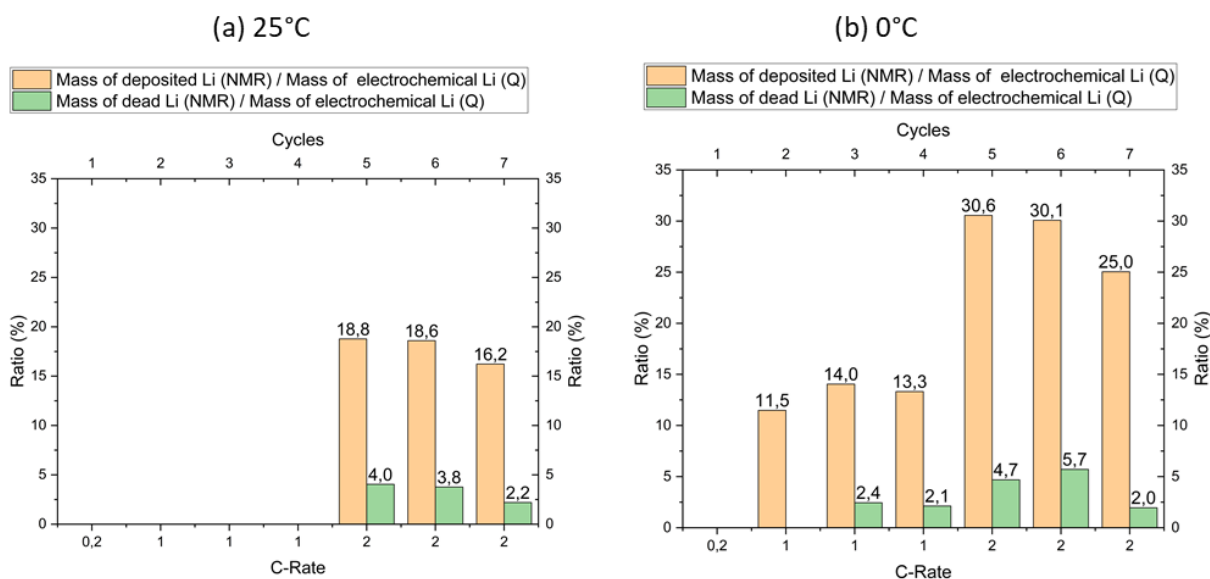 (a) 25°C
Mass of deposited Li (NMR) / Mass of electrochemical Li (Q)
Mass of dead Li (NMR) / Mass of electrochemical Li (Q)
Cycles
1 2 3 4 5 6 7
35 35
30 30
25 25
20 20
15 15
10 10
5 5
0 0
Ratio (%)
Ratio (%)
18,8 18,6 16,2
4,0 3,8 2,2
0,2 1 1 1 2 2 2
C-Rate
(b) 0°C
Mass of deposited Li (NMR) / Mass of electrochemical Li (Q)
Mass of dead Li (NMR) / Mass of electrochemical Li (Q)
Cycles
1 2 3 4 5 6 7
35 35
30 30
25 25
20 20
15 15
10 10
5 5
0 0
Ratio (%)
Ratio (%)
11,5 14,0 13,3 30,6 30,1 25,0
2,4 2,1 4,7 5,7 2,0
0,2 1 1 1 2 2 2
C-Rate